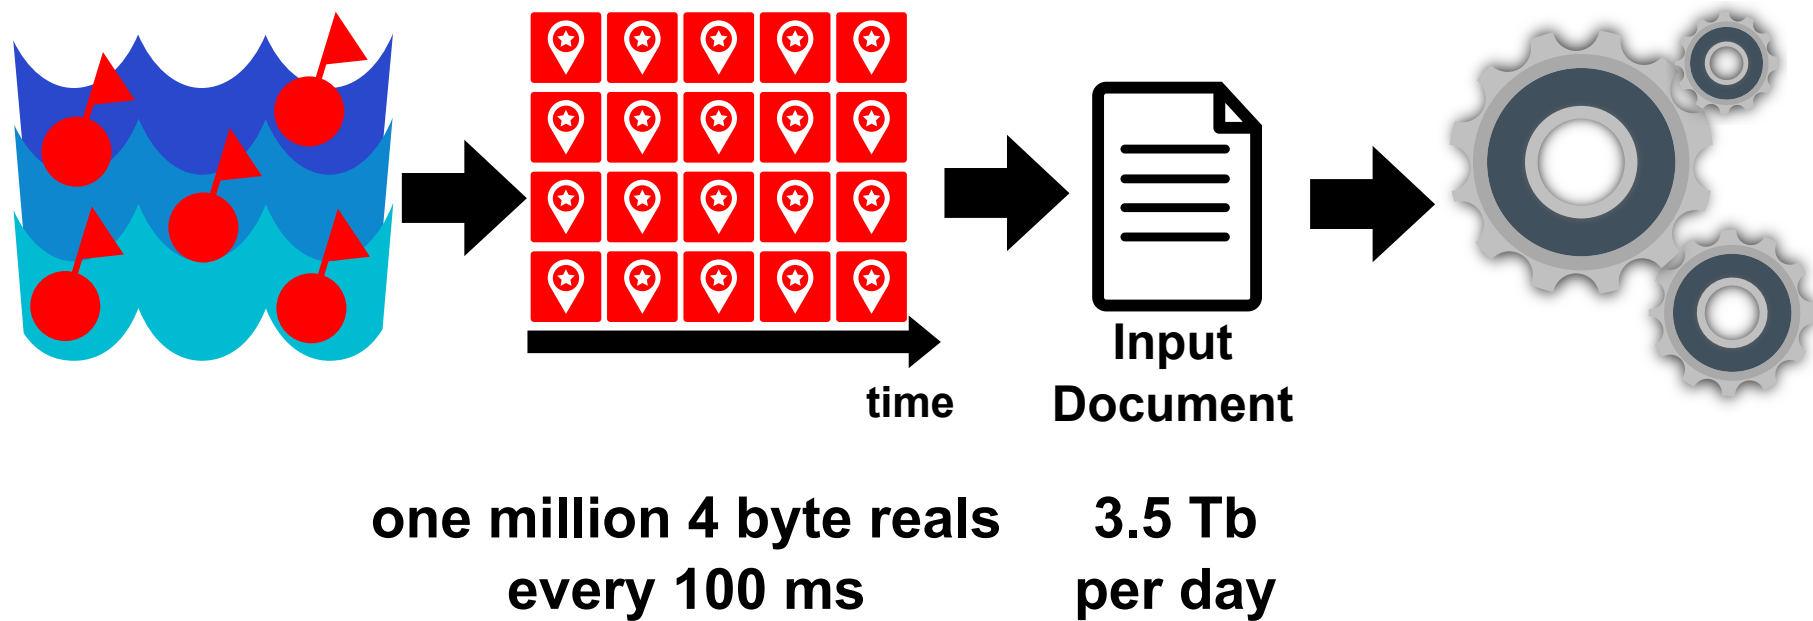 time
Input
Document
one million 4 byte reals
every 100 ms
3.5 Tb
per day